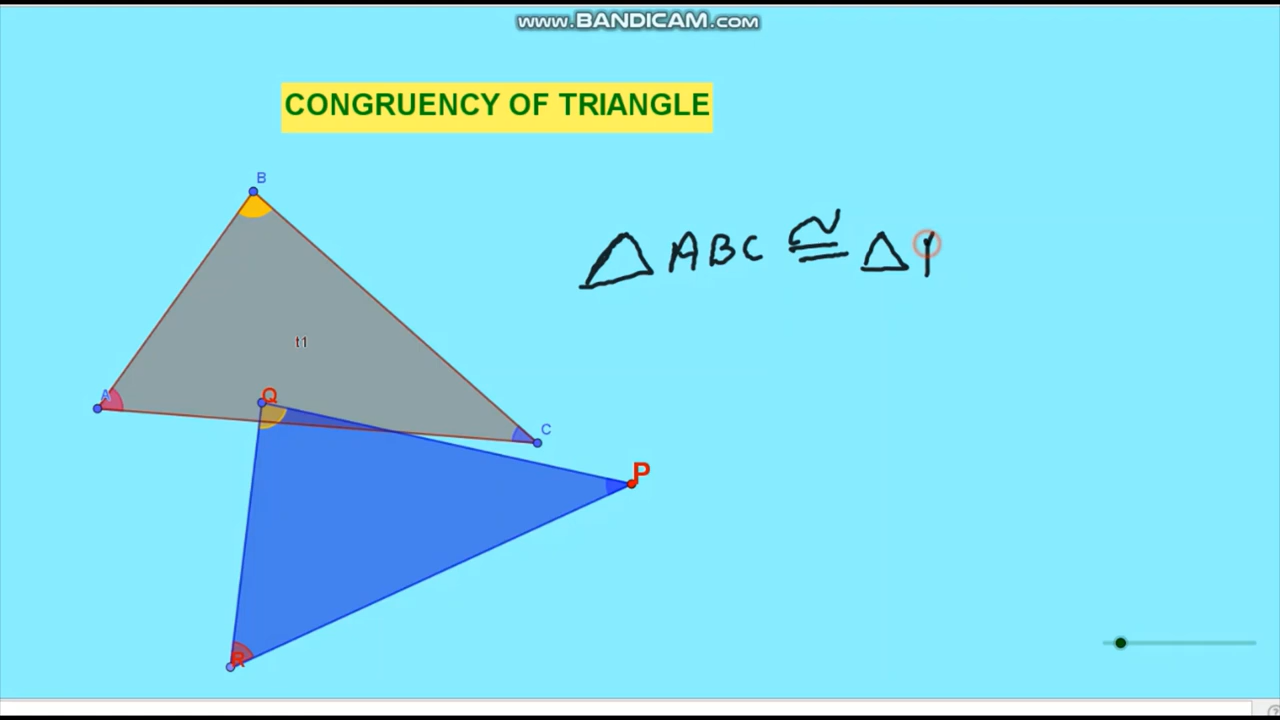 www.BANDICAM.com
CONGRUENCY OF TRIANGLE
B
△ ABC ≅ △
t1
A
Q
C
P
R